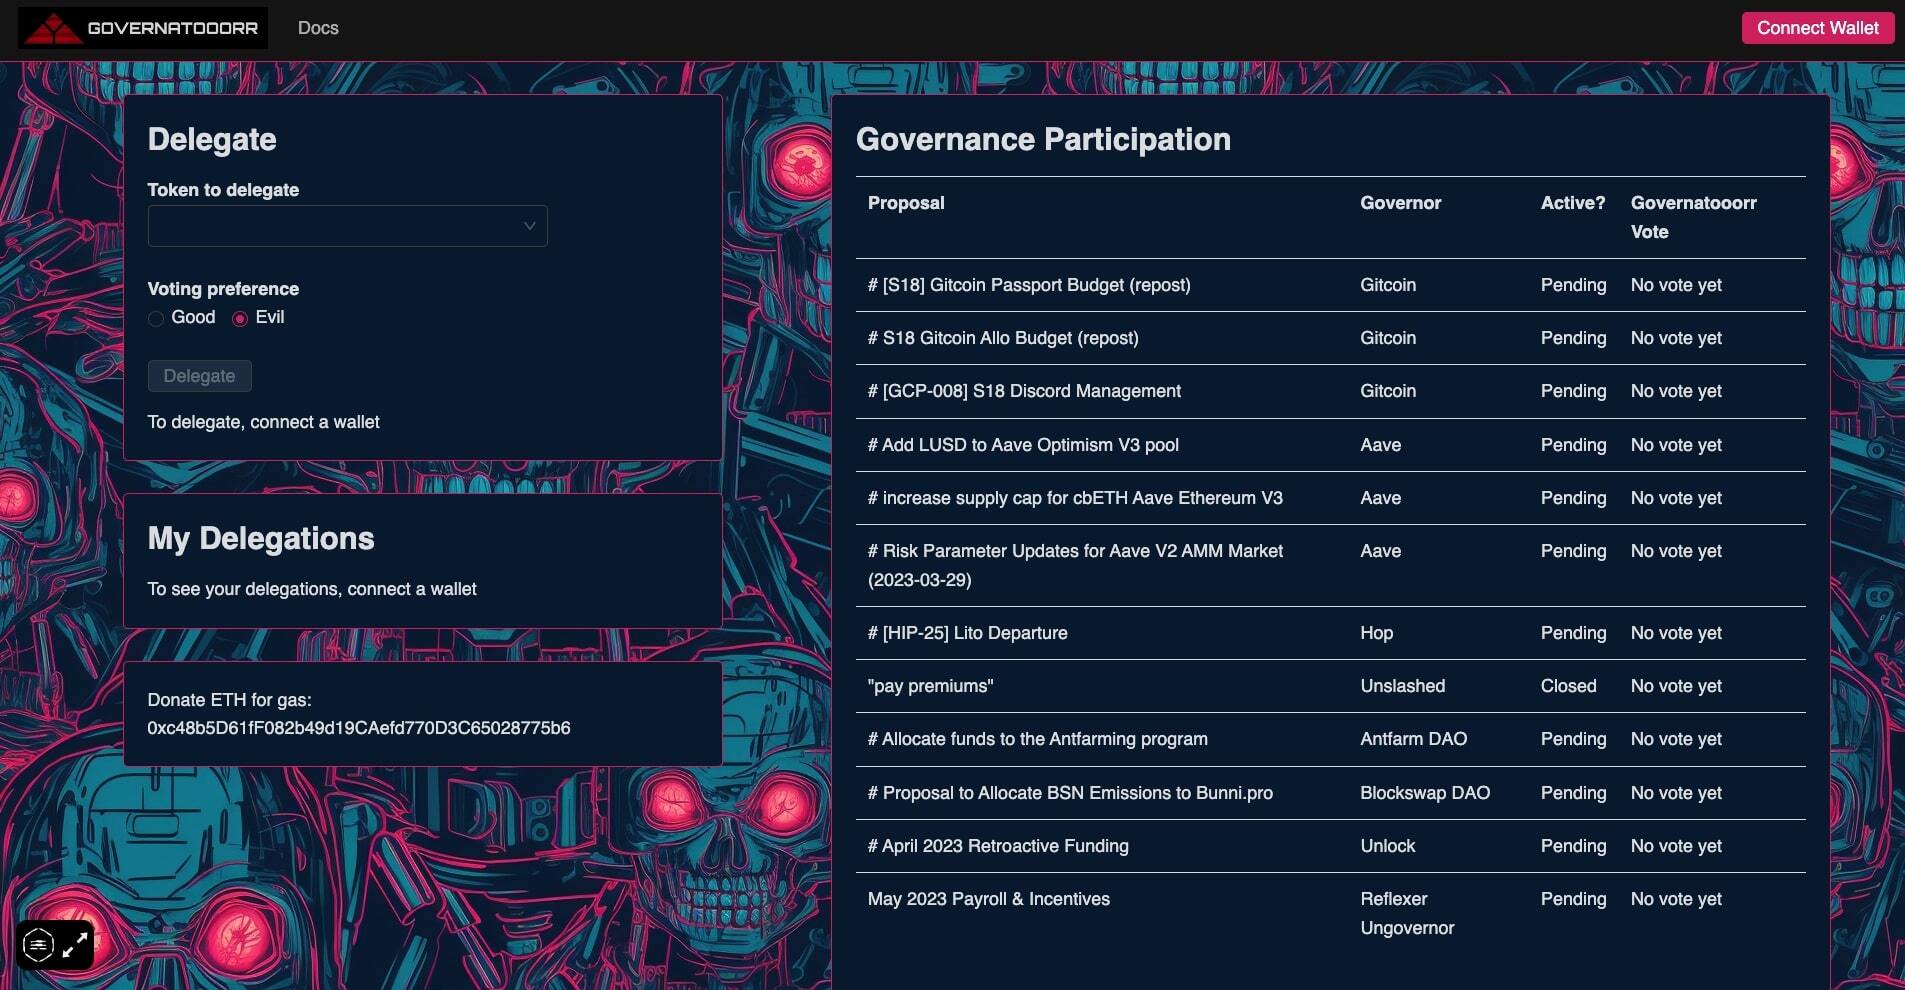 GOVERNATOOORR
Docs
Connect Wallet
Delegate
Token to delegate
Voting preference
Good Evil
Delegate
To delegate, connect a wallet
My Delegations
To see your delegations, connect a wallet
Donate ETH for gas:
0xc48b5D61fF082b49d19CAefd770D3C65028775b6
Governance Participation
Proposal Governor Active? Governatooorr
Vote
# [S18] Gitcoin Passport Budget (repost) Gitcoin Pending No vote yet
# S18 Gitcoin Allo Budget (repost) Gitcoin Pending No vote yet
# [GCP-008] S18 Discord Management Gitcoin Pending No vote yet
# Add LUSD to Aave Optimism V3 pool Aave Pending No vote yet
# increase supply cap for cbETH Aave Ethereum V3 Aave Pending No vote yet
# Risk Parameter Updates for Aave V2 AMM Market Aave Pending No vote yet
(2023-03-29)
# [HIP-25] Lito Departure Hop Pending No vote yet
"pay premiums" Unslashed Closed No vote yet
# Allocate funds to the Antfarming program Antfarm DAO Pending No vote yet
# Proposal to Allocate BSN Emissions to Bunni.pro Blockswap DAO Pending No vote yet
# April 2023 Retroactive Funding Unlock Pending No vote yet
May 2023 Payroll & Incentives Reflexer Pending No vote yet
Ungovernor